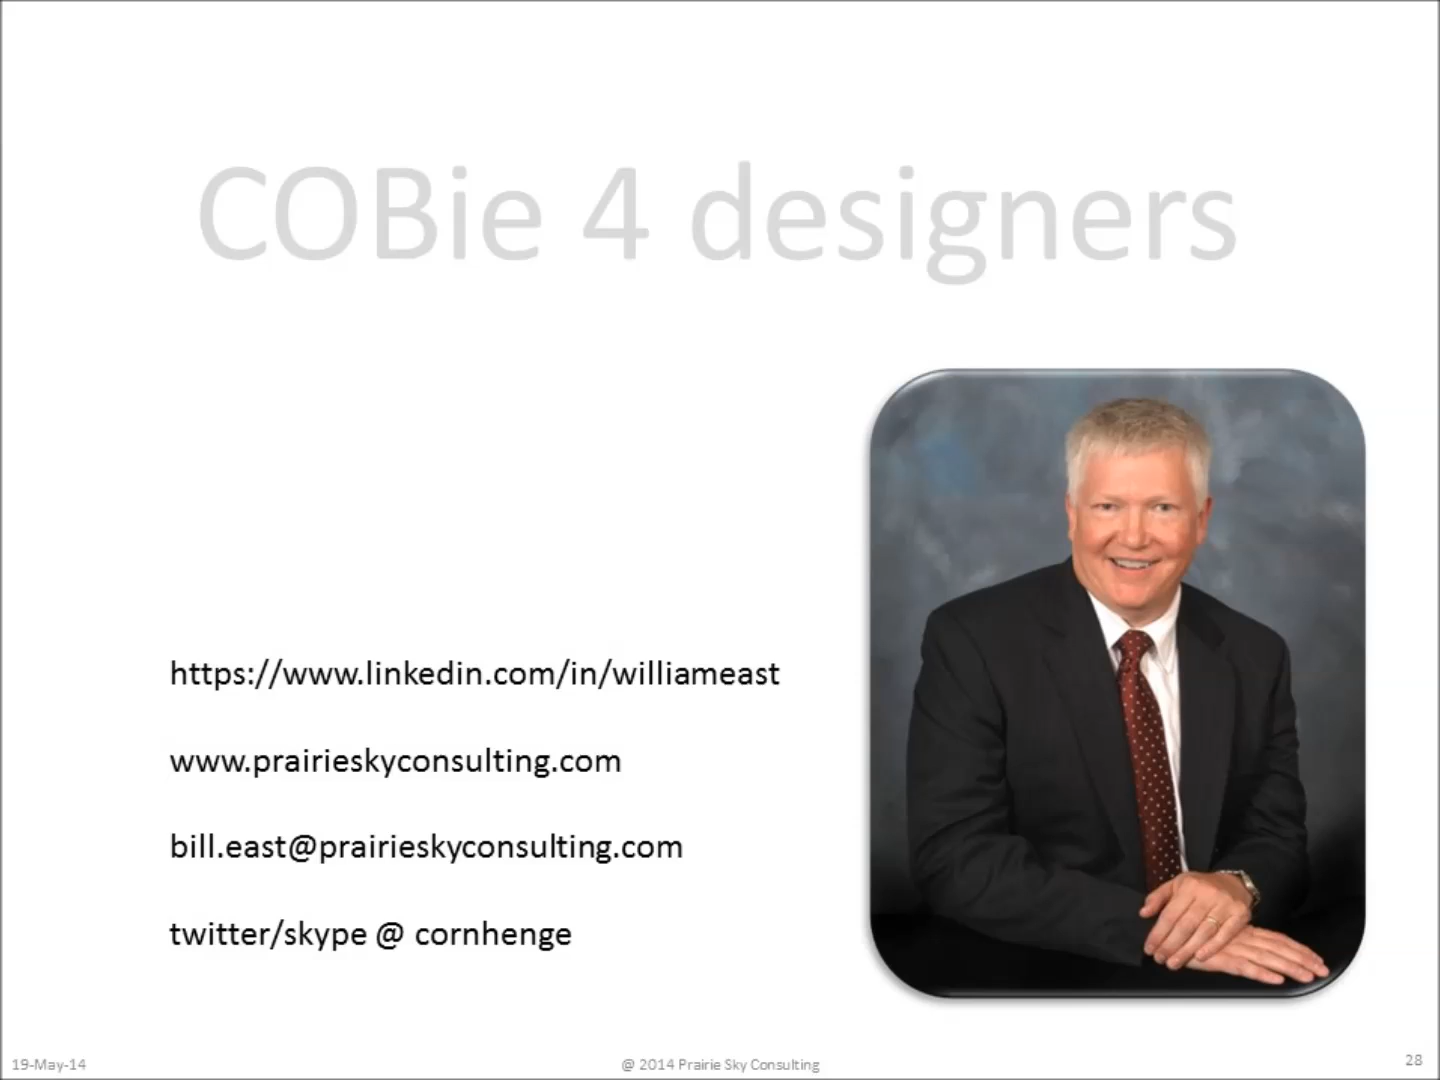 COBie 4 designers
https://www.linkedin.com/in/williameast
www.prairieskyconsulting.com
bill.east@prairieskyconsulting.com
twitter/skype @ cornhenge
19-May-14
@ 2014 Prairie Sky Consulting
28